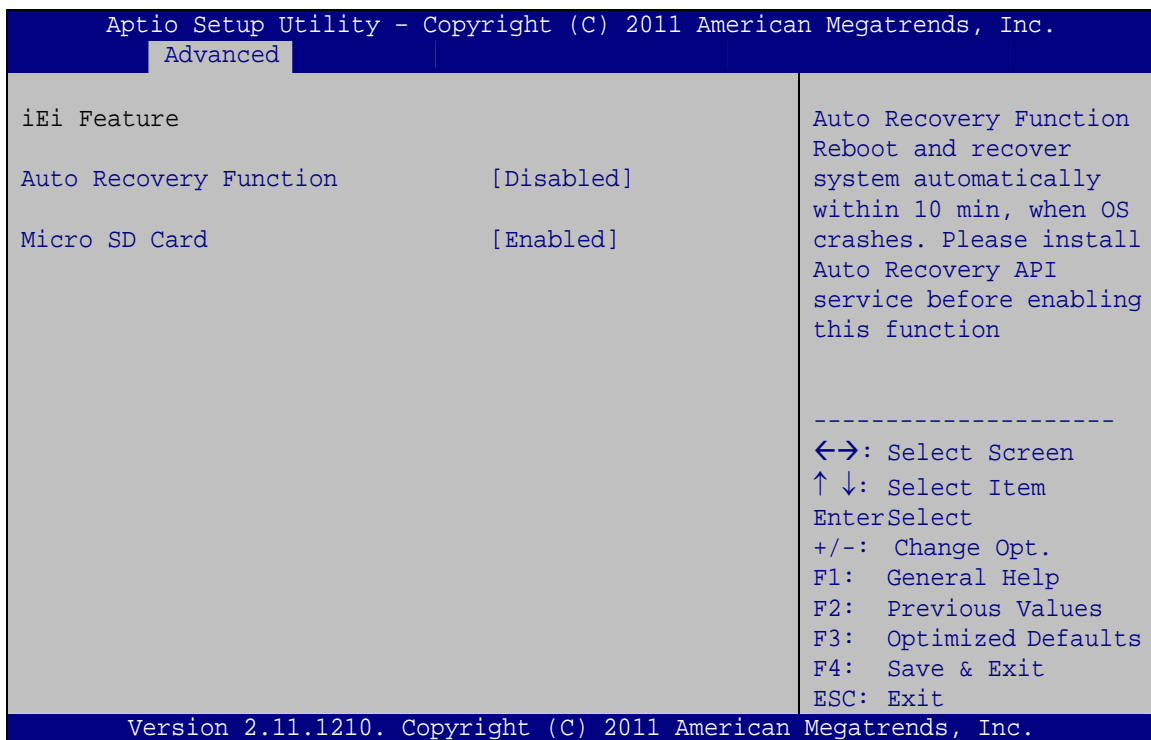 Aptio Setup Utility – Copyright (C) 2011 American Megatrends, Inc.
Advanced
iEi Feature
Auto Recovery Function [Disabled]
Micro SD Card [Enabled]
Auto Recovery Function
Reboot and recover
system automatically
within 10 min, when OS
crashes. Please install
Auto Recovery API
service before enabling
this function
---------------------
←→: Select Screen
↑ ↓: Select Item
EnterSelect
+/-: Change Opt.
F1: General Help
F2: Previous Values
F3: Optimized Defaults
F4: Save & Exit
ESC: Exit
Version 2.11.1210. Copyright (C) 2011 American Megatrends, Inc.